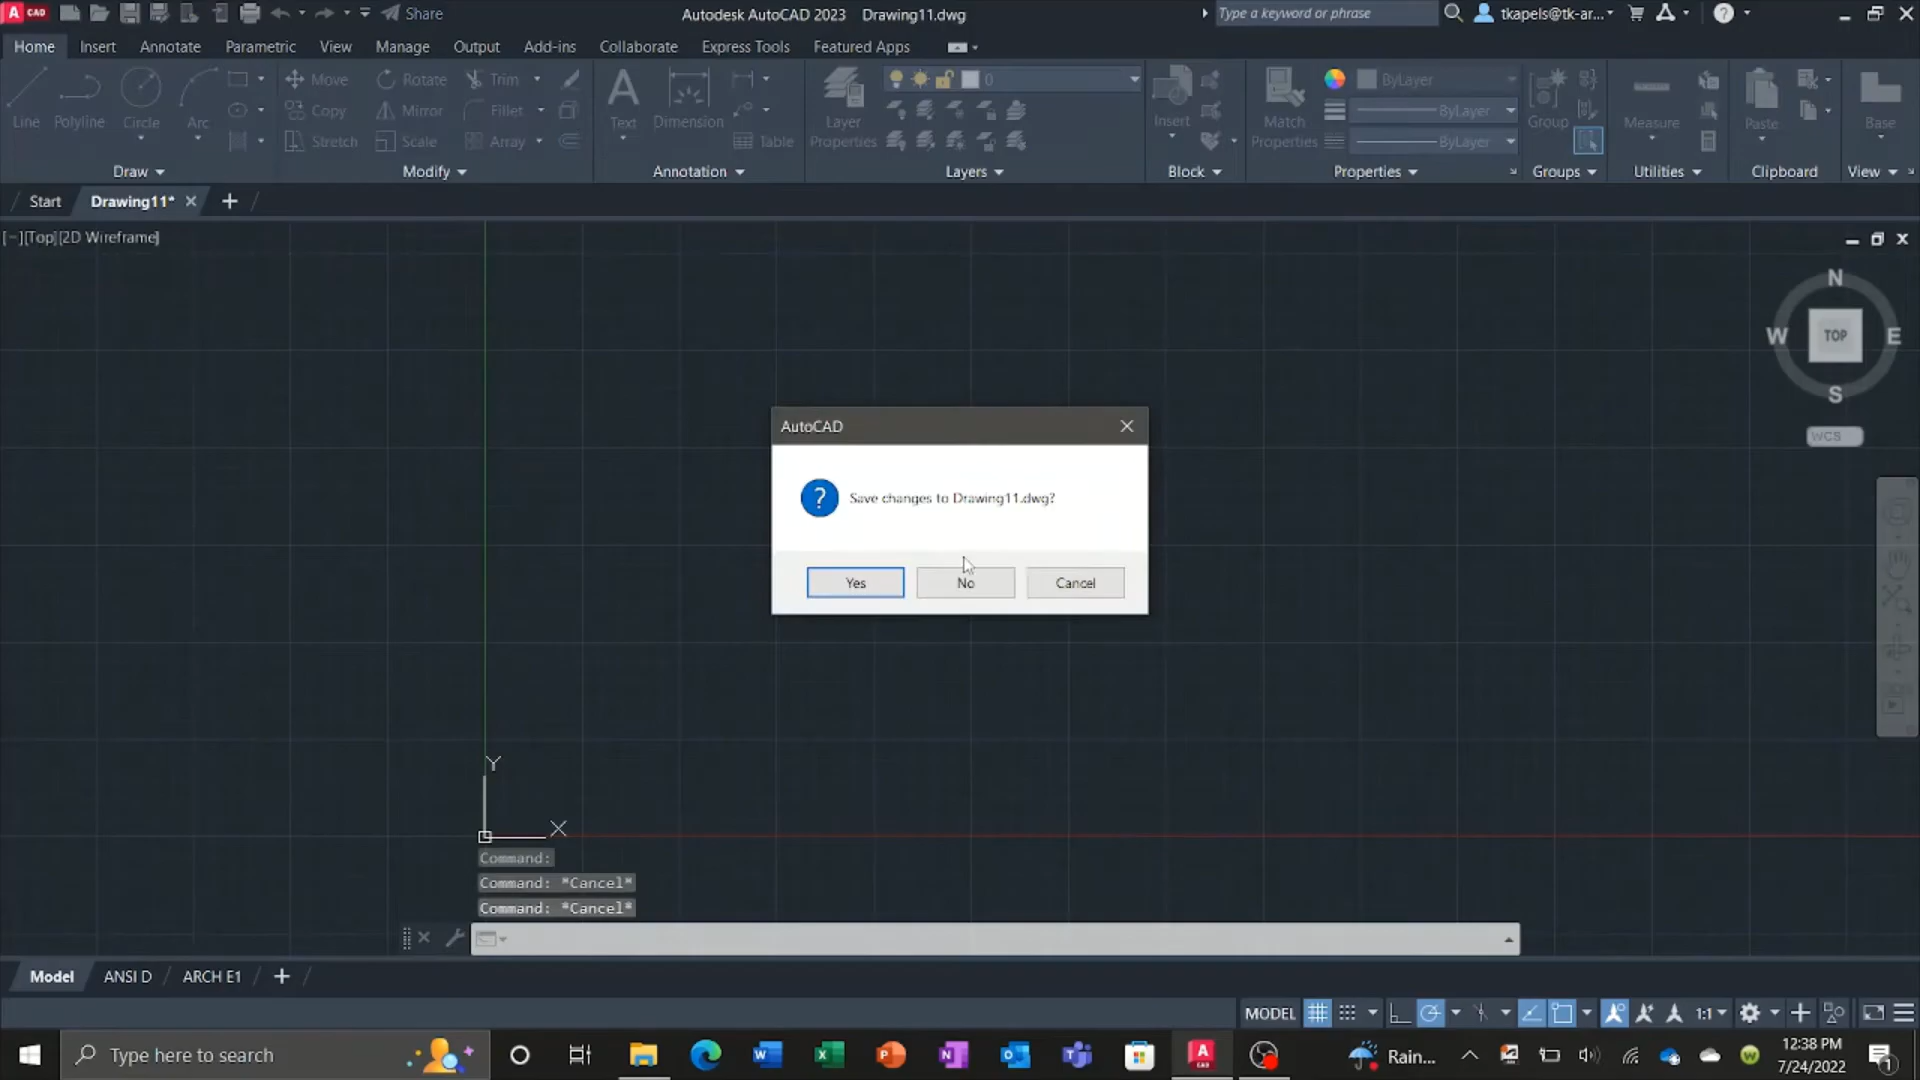 A CAD Share Autodesk AutoCAD 2023 Drawing11.dwg Type a keyword or phrase tkapels@tk-ar...
Home Insert Annotate Parametric View Manage Output Add-ins Collaborate Express Tools Featured Apps
Line Polyline Circle Arc
Move Rotate Trim
Copy Mirror Fillet
Stretch Scale Array
Text Dimension Table
Layer Properties
0
Insert
Match Properties
ByLayer
ByLayer
ByLayer
Group
Measure
Paste
Base
Draw Modify Annotation Layers Block Properties Groups Utilities Clipboard View
Start Drawing11* +
[−][Top][2D Wireframe]
N
W TOP E
S
WCS
AutoCAD
? Save changes to Drawing11.dwg?
Yes No Cancel
Y
X
Command:
Command: *Cancel*
Command: *Cancel*
Model ANSI D ARCH E1 +
MODEL 1:1
Type here to search Rain... 12:38 PM
7/24/2022
1